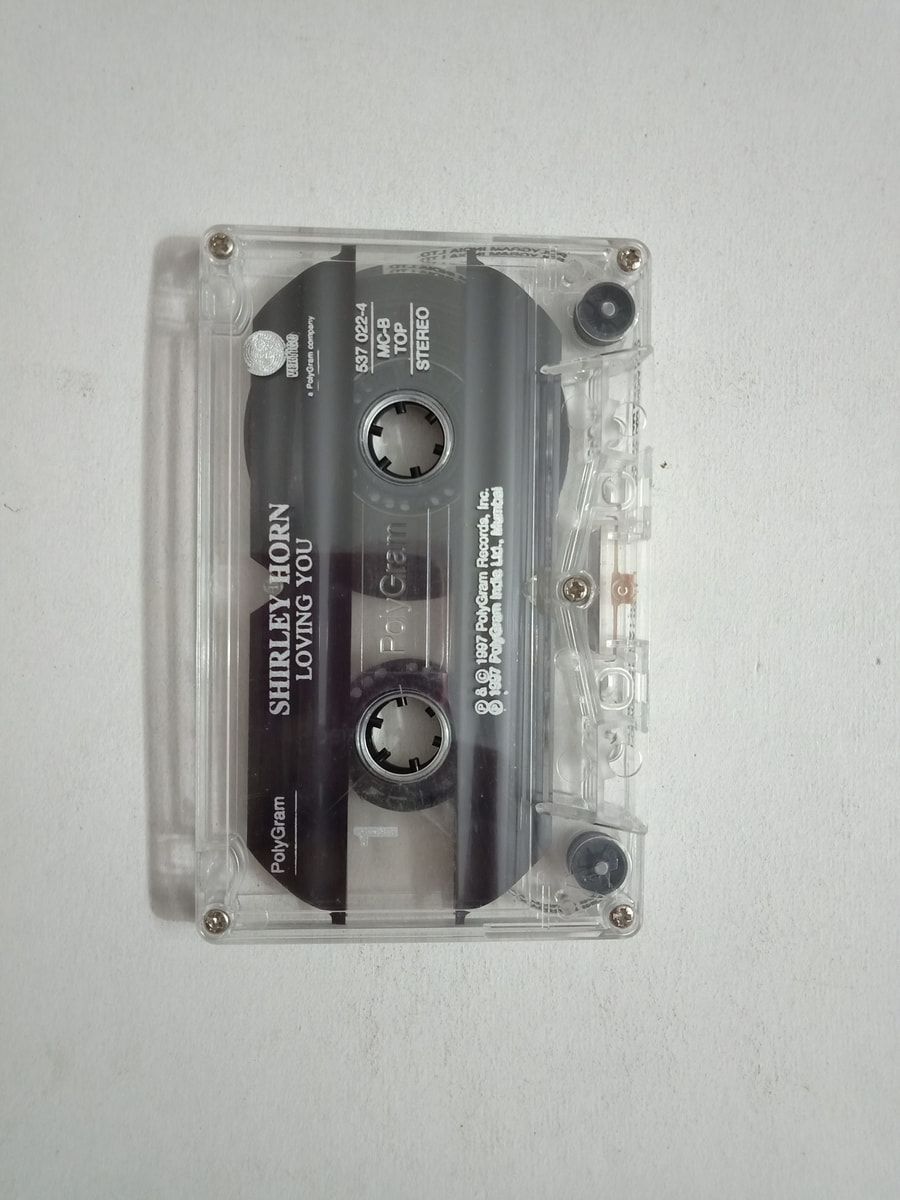 SHIRLEY HORN
LOVING YOU
PolyGram
a PolyGram company
537 022-4
MC-B
TOP
STEREO
PolyGram
1
℗ & © 1997 PolyGram Records, Inc.
℗ 1997 PolyGram India Ltd., Mumbai